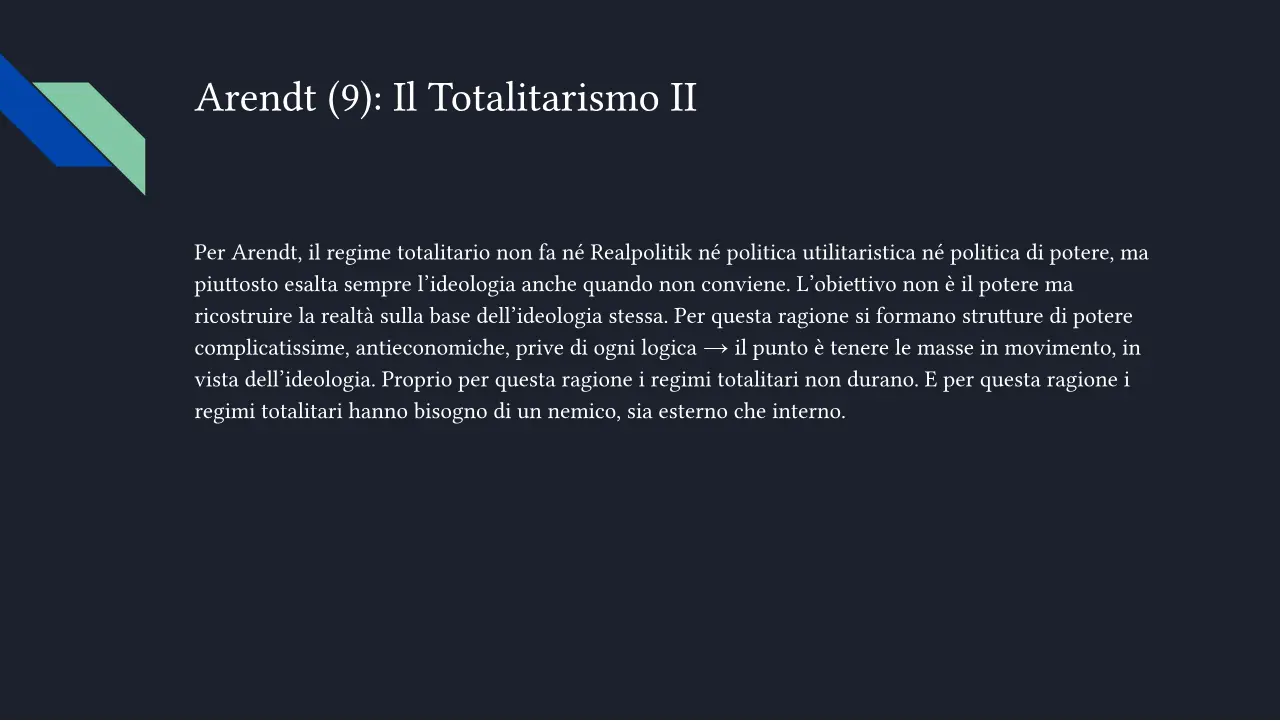 Arendt (9): Il Totalitarismo II
Per Arendt, il regime totalitario non fa né Realpolitik né politica utilitaristica né politica di potere, ma
piuttosto esalta sempre l’ideologia anche quando non conviene. L’obiettivo non è il potere ma
ricostruire la realtà sulla base dell’ideologia stessa. Per questa ragione si formano strutture di potere
complicatissime, antieconomiche, prive di ogni logica → il punto è tenere le masse in movimento, in
vista dell’ideologia. Proprio per questa ragione i regimi totalitari non durano. E per questa ragione i
regimi totalitari hanno bisogno di un nemico, sia esterno che interno.